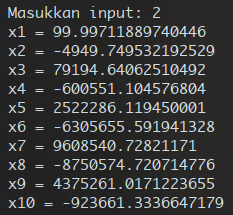 Masukkan input: 2
x1 = 99.99711889740446
x2 = -4949.749532192529
x3 = 79194.64062510492
x4 = -600551.104576804
x5 = 2522286.119450001
x6 = -6305655.591941328
x7 = 9608540.72821171
x8 = -8750574.720714776
x9 = 4375261.0171223655
x10 = -923661.3336647179